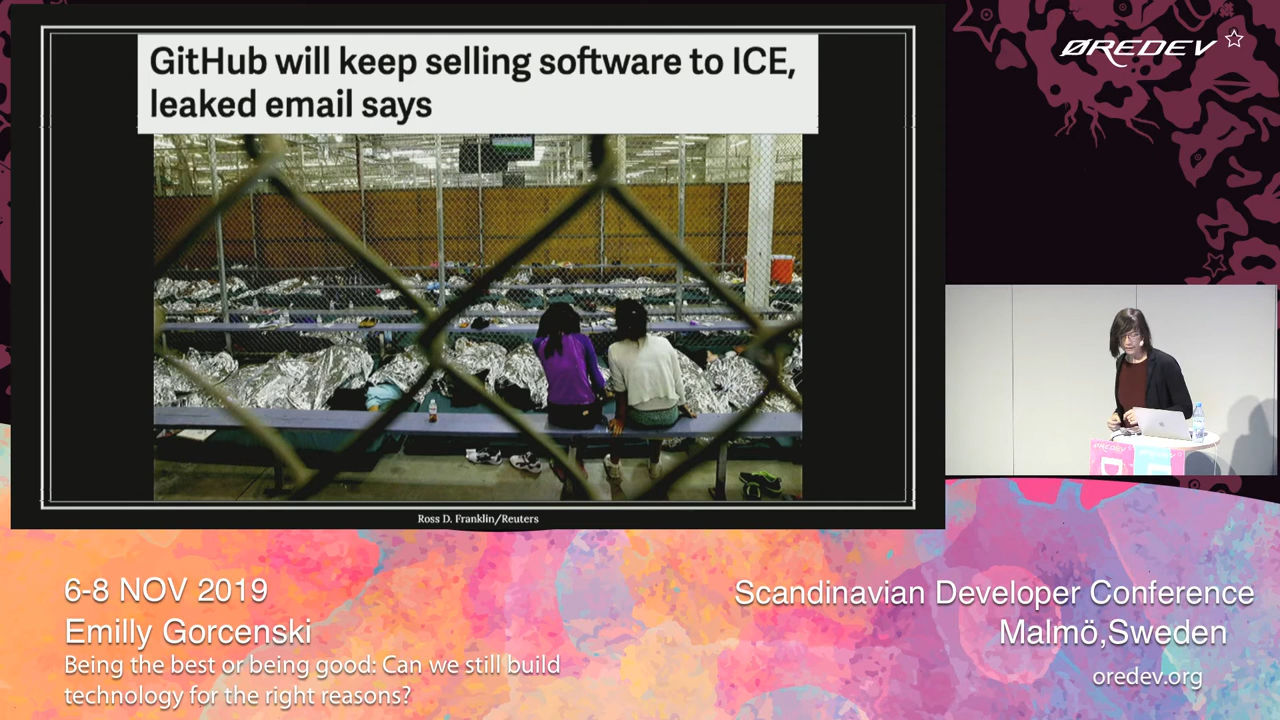 GitHub will keep selling software to ICE,
leaked email says
ØREDEV
Ross D. Franklin/Reuters
ØREDEV
6-8 NOV 2019
Emilly Gorcenski
Being the best or being good: Can we still build
technology for the right reasons?
Scandinavian Developer Conference
Malmö,Sweden
oredev.org